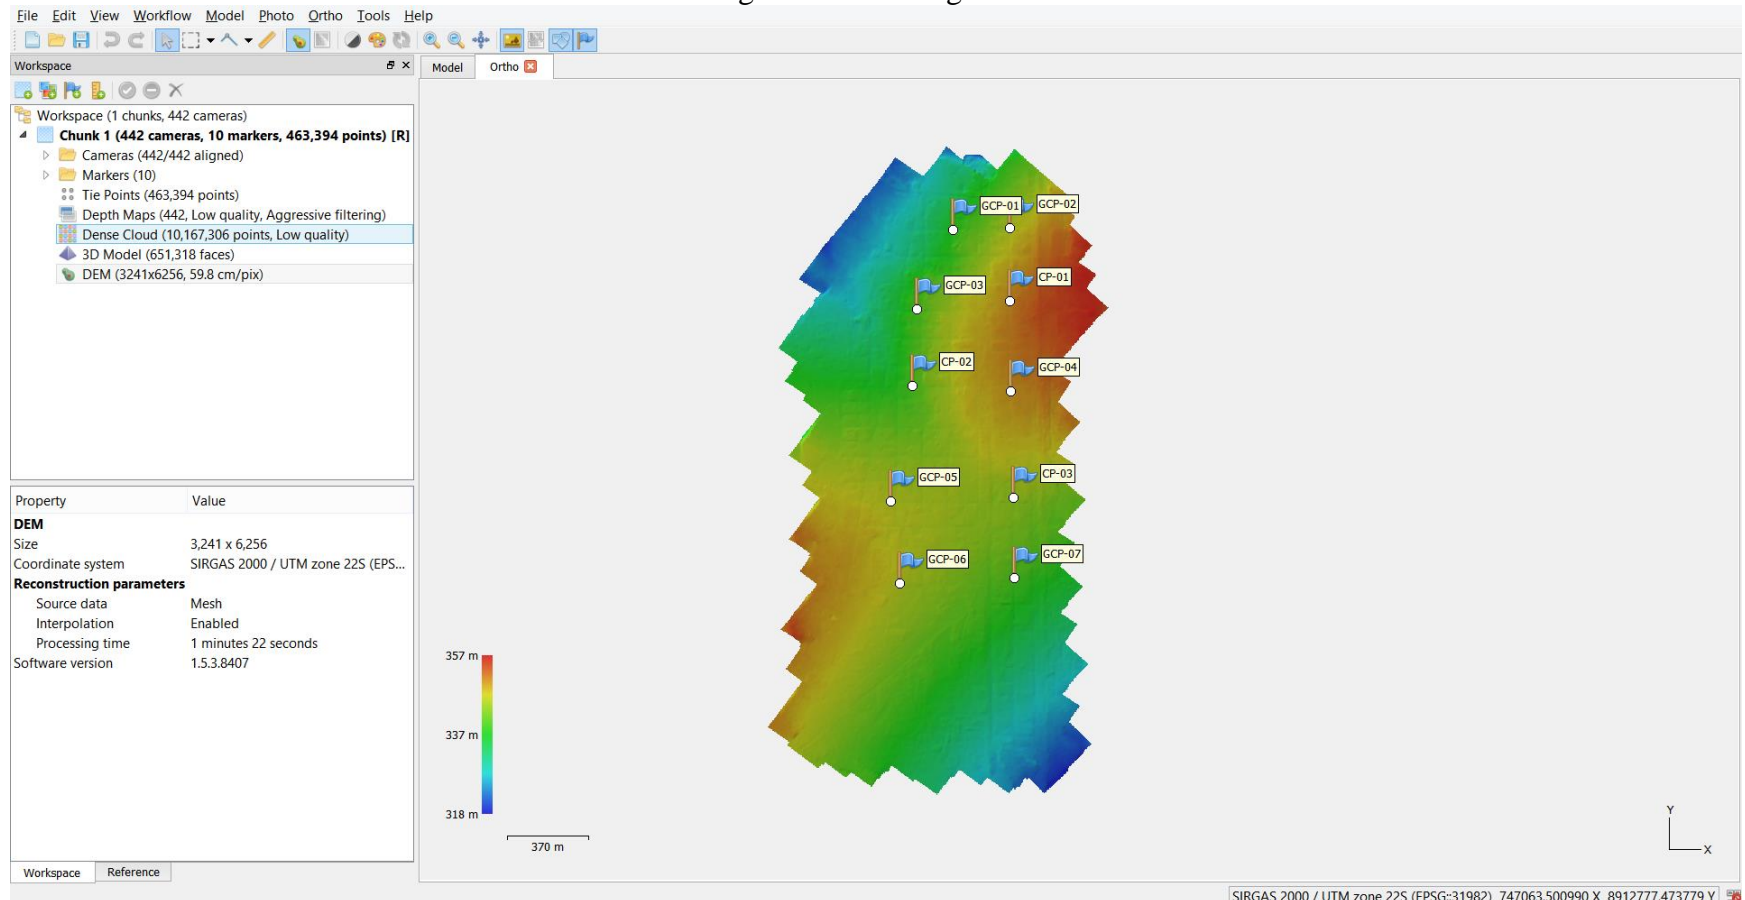 File Edit View Workflow Model Photo Ortho Tools Help
Workspace
Model Ortho
Workspace (1 chunks, 442 cameras)
Chunk 1 (442 cameras, 10 markers, 463,394 points) [R]
Cameras (442/442 aligned)
Markers (10)
Tie Points (463,394 points)
Depth Maps (442, Low quality, Aggressive filtering)
Dense Cloud (10,167,306 points, Low quality)
3D Model (651,318 faces)
DEM (3241x6256, 59.8 cm/pix)
Property Value
DEM
Size 3,241 x 6,256
Coordinate system SIRGAS 2000 / UTM zone 22S (EPS...
Reconstruction parameters
Source data Mesh
Interpolation Enabled
Processing time 1 minutes 22 seconds
Software version 1.5.3.8407
Workspace Reference
GCP-01 GCP-02
CP-01
GCP-03
CP-02
GCP-04
GCP-05 CP-03
GCP-06 GCP-07
357 m
337 m
318 m
370 m
Y
X
SIRGAS 2000 / UTM zone 22S (EPSG::31982) 747063.500990 X 8912777.473779 Y